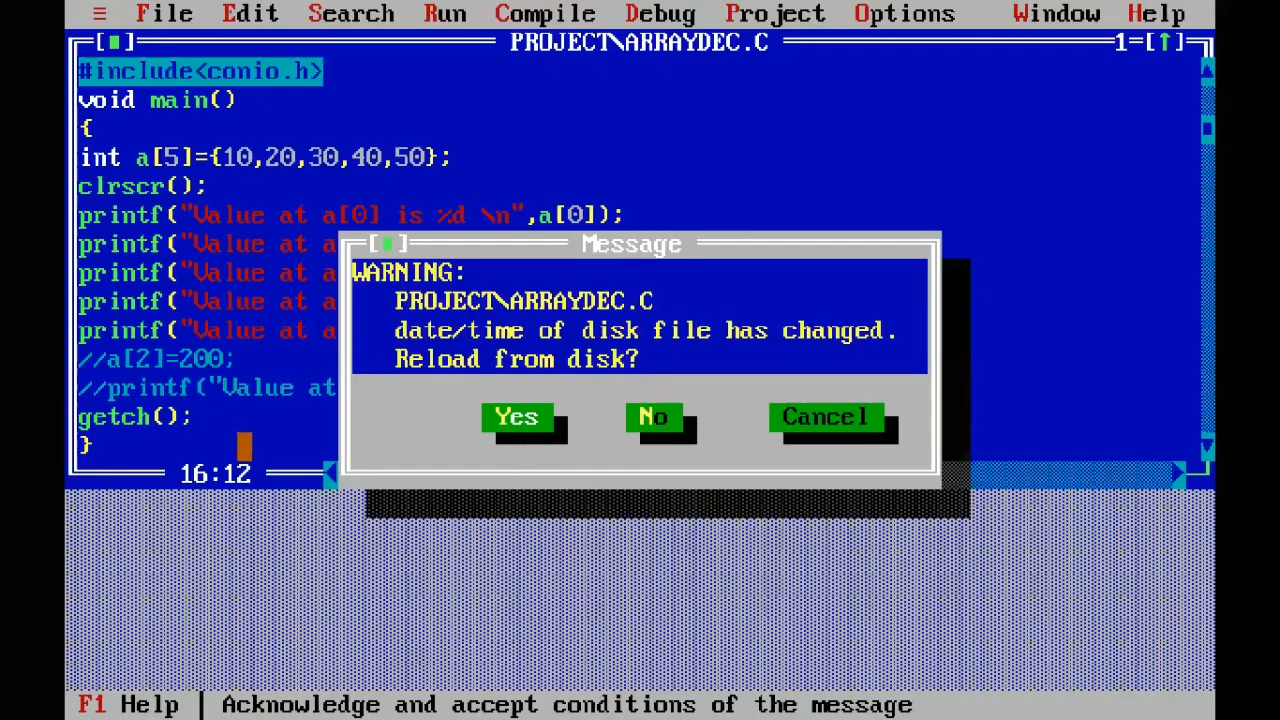 ≡ File Edit Search Run Compile Debug Project Options Window Help
[■] PROJECT\ARRAYDEC.C 1=[↑]
#include<conio.h>
void main()
{
int a[5]={10,20,30,40,50};
clrscr();
printf("Value at a[0] is %d \n",a[0]);
printf("Value at a
printf("Value at a
printf("Value at a
printf("Value at a
//a[2]=200;
//printf("Value at
getch();
}
16:12
[■] Message
WARNING:
PROJECT\ARRAYDEC.C
date/time of disk file has changed.
Reload from disk?
Yes No Cancel
F1 Help | Acknowledge and accept conditions of the message